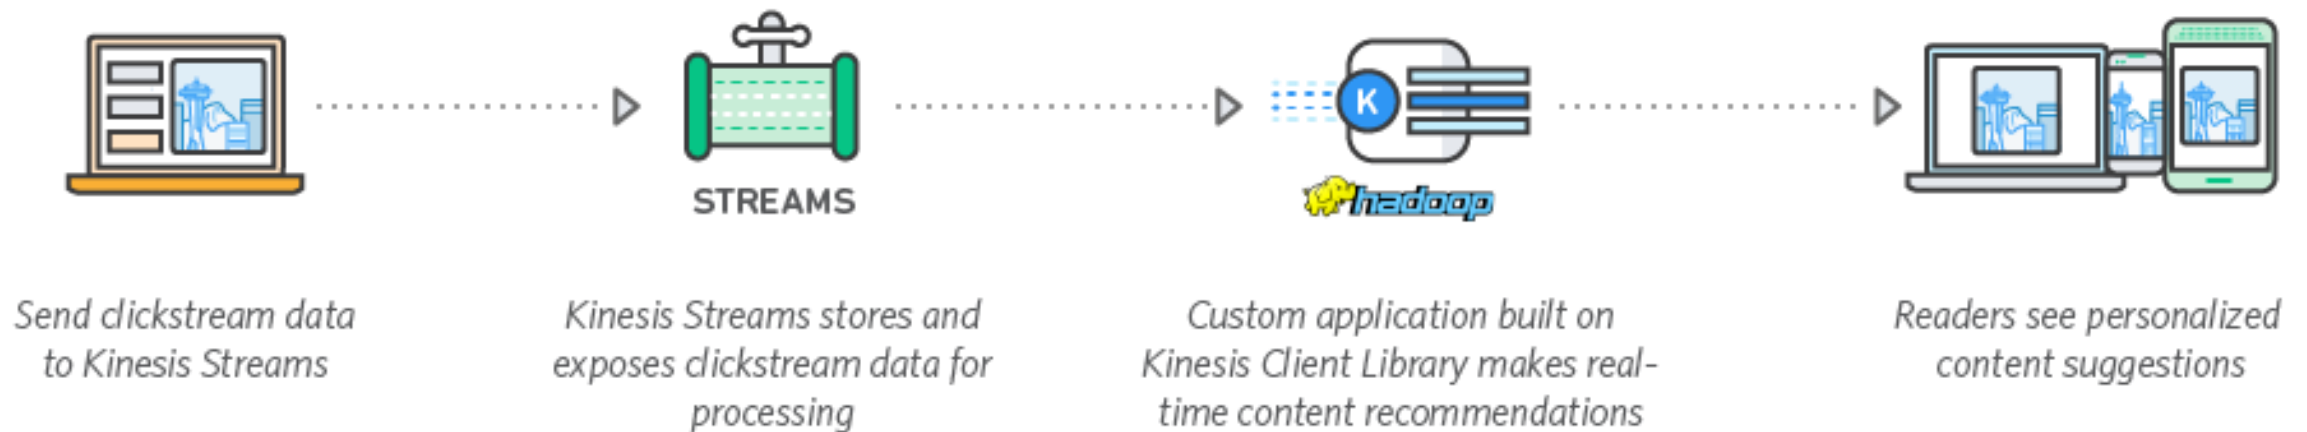 K
STREAMS
hadoop
Send clickstream data
to Kinesis Streams
Kinesis Streams stores and
exposes clickstream data for
processing
Custom application built on
Kinesis Client Library makes real-
time content recommendations
Readers see personalized
content suggestions